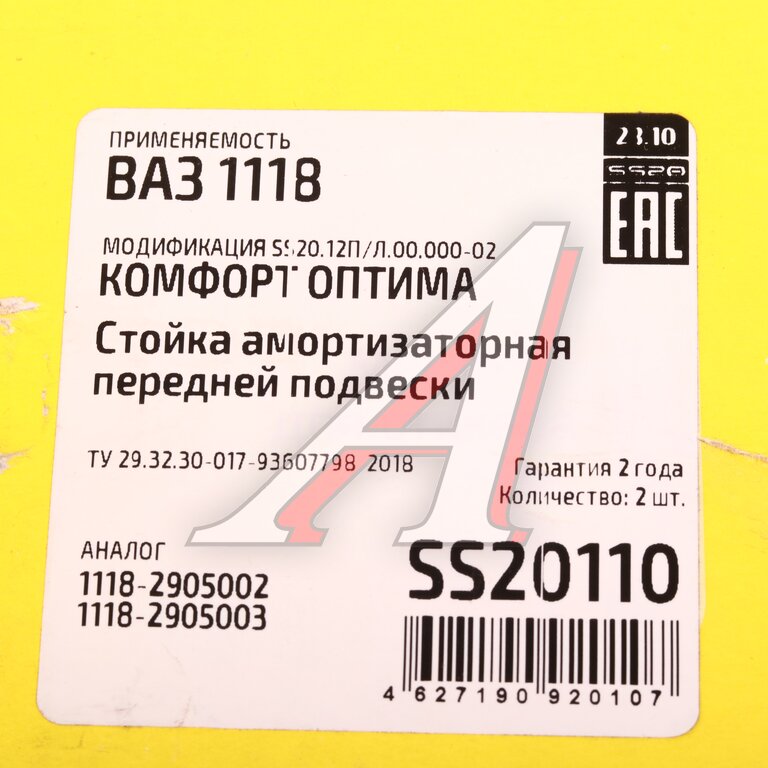 ПРИМЕНЯЕМОСТЬ
ВАЗ 1118
23.10
SS20
EAC
МОДИФИКАЦИЯ SS20.12П/Л.00.000-02
КОМФОРТ ОПТИМА
Стойка амортизаторная
передней подвески
ТУ 29.32.30-017-93607798-2018
Гарантия 2 года
Количество: 2 шт.
АНАЛОГ
1118-2905002
1118-2905003
SS20110
4 627190 920107